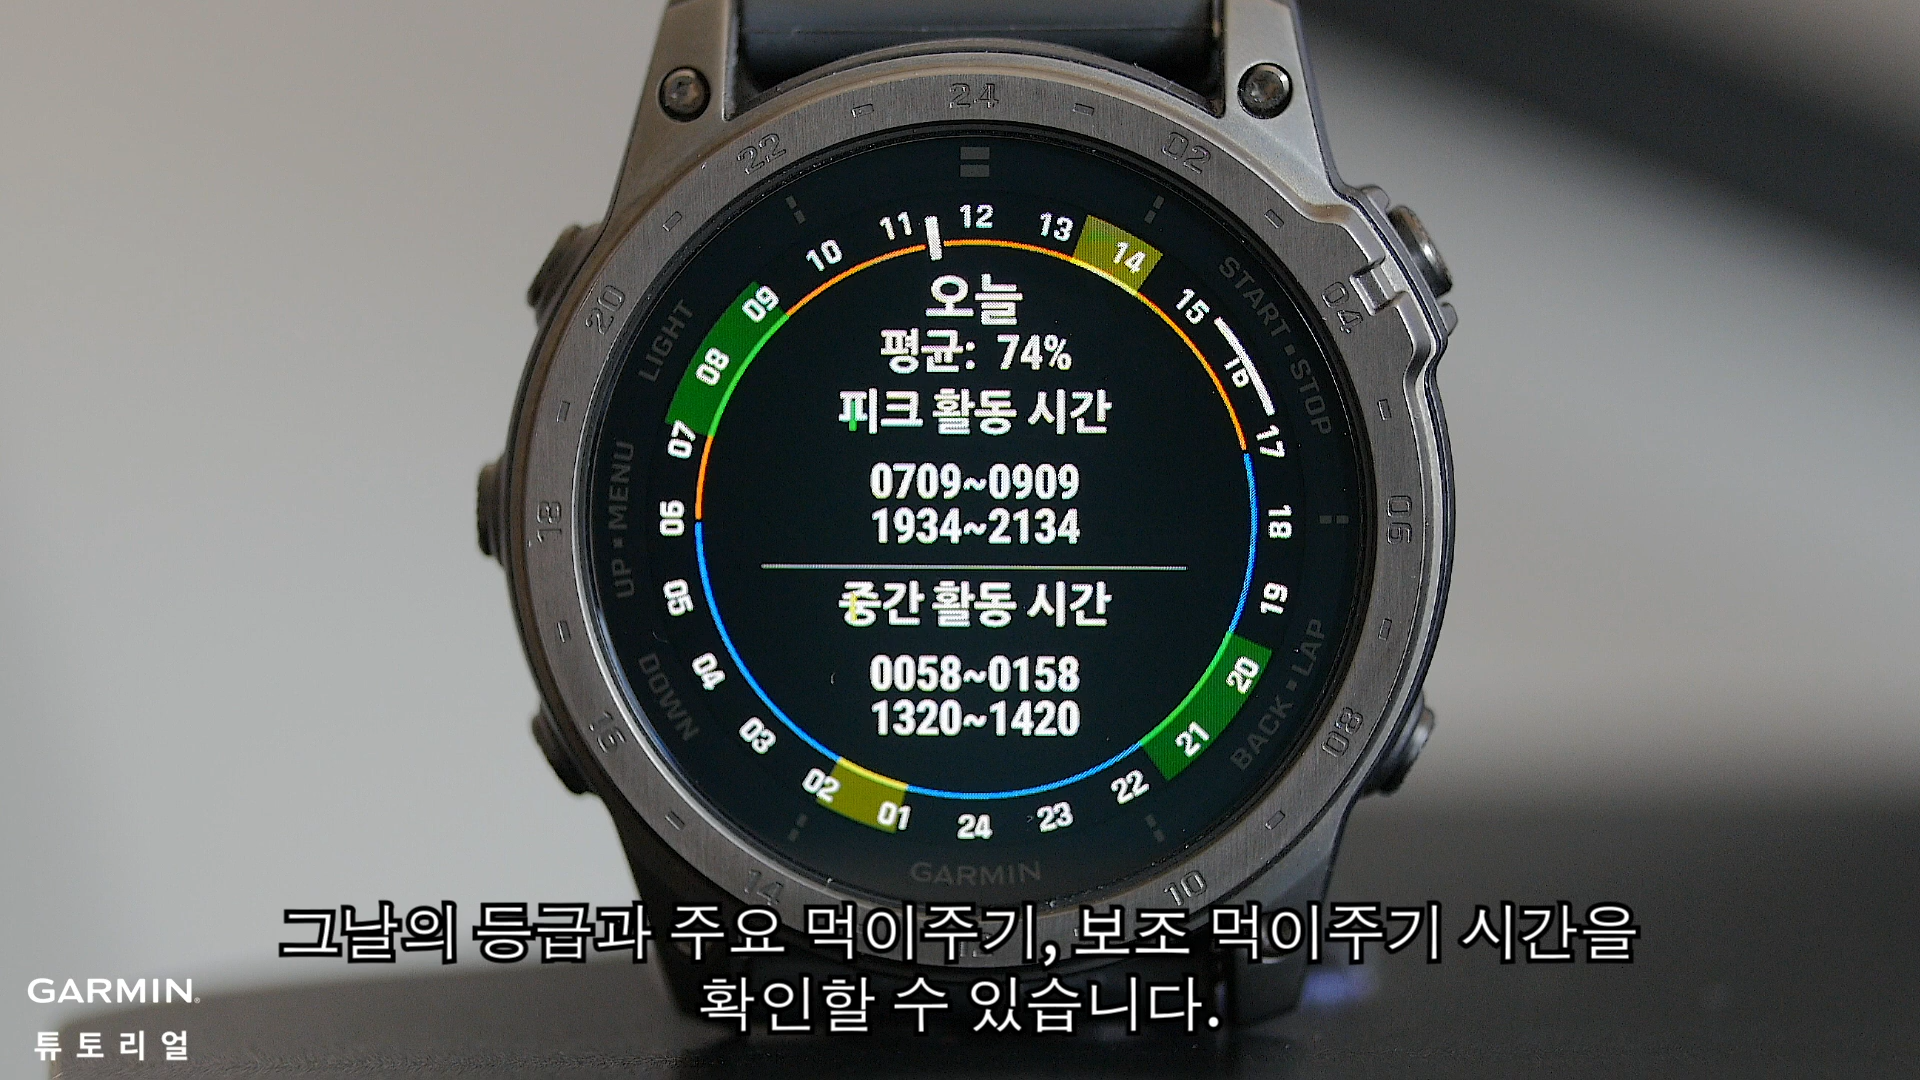 24
22
02
20
04
18
06
16
08
14
10
LIGHT
START•STOP
UP•MENU
DOWN
BACK•LAP
12
13
14
15
16
17
18
19
20
21
22
23
24
01
02
03
04
05
06
07
08
09
10
11
오늘
평균: 74%
피크 활동 시간
0709~0909
1934~2134
중간 활동 시간
0058~0158
1320~1420
GARMIN
그날의 등급과 주요 먹이주기, 보조 먹이주기 시간을
확인할 수 있습니다.
GARMIN®
튜토리얼